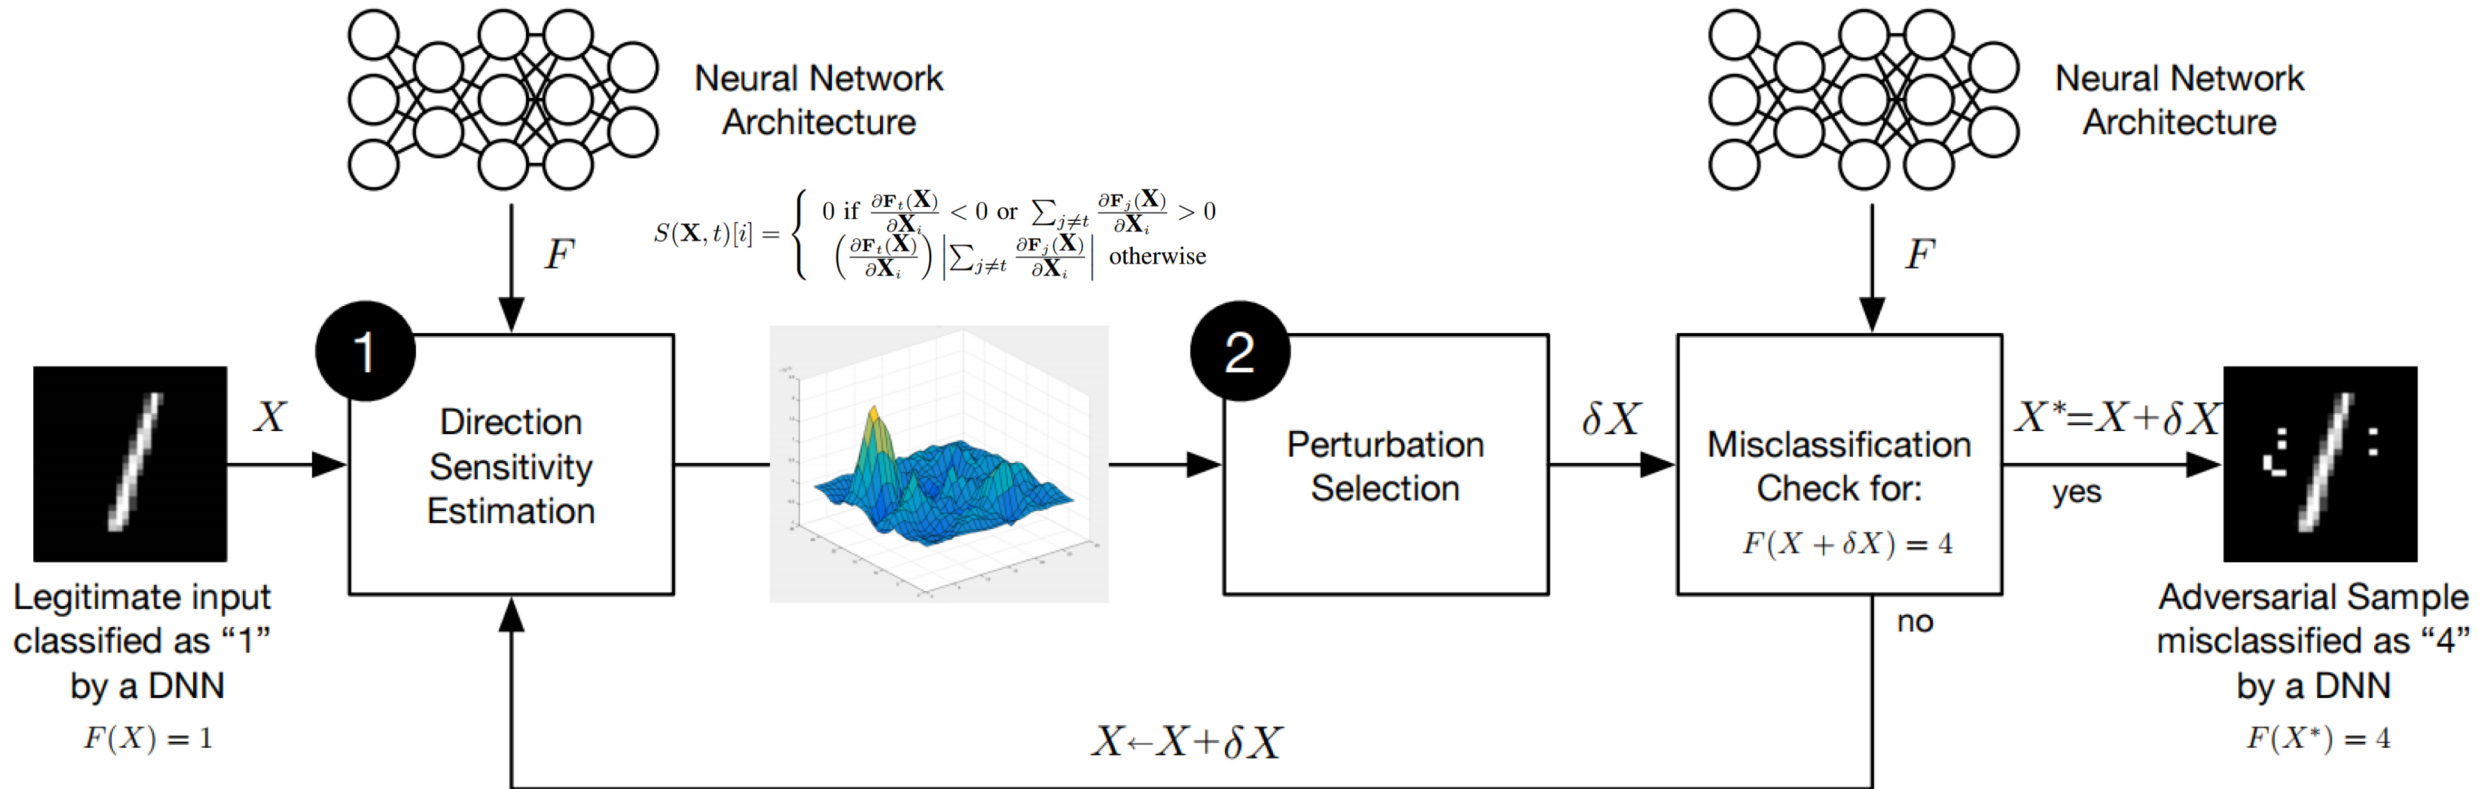 Neural Network
Architecture
Neural Network
Architecture
S(X, t)[i] = { 0 if ∂F_t(X)/∂X_i < 0 or ∑_{j≠t} ∂F_j(X)/∂X_i > 0
(∂F_t(X)/∂X_i) |∑_{j≠t} ∂F_j(X)/∂X_i| otherwise
F
F
1
2
X
Direction
Sensitivity
Estimation
Perturbation
Selection
δX
Misclassification
Check for:
F(X + δX) = 4
X*=X+δX
yes
no
Legitimate input
classified as “1”
by a DNN
F(X) = 1
Adversarial Sample
misclassified as “4”
by a DNN
F(X*) = 4
X←X+δX